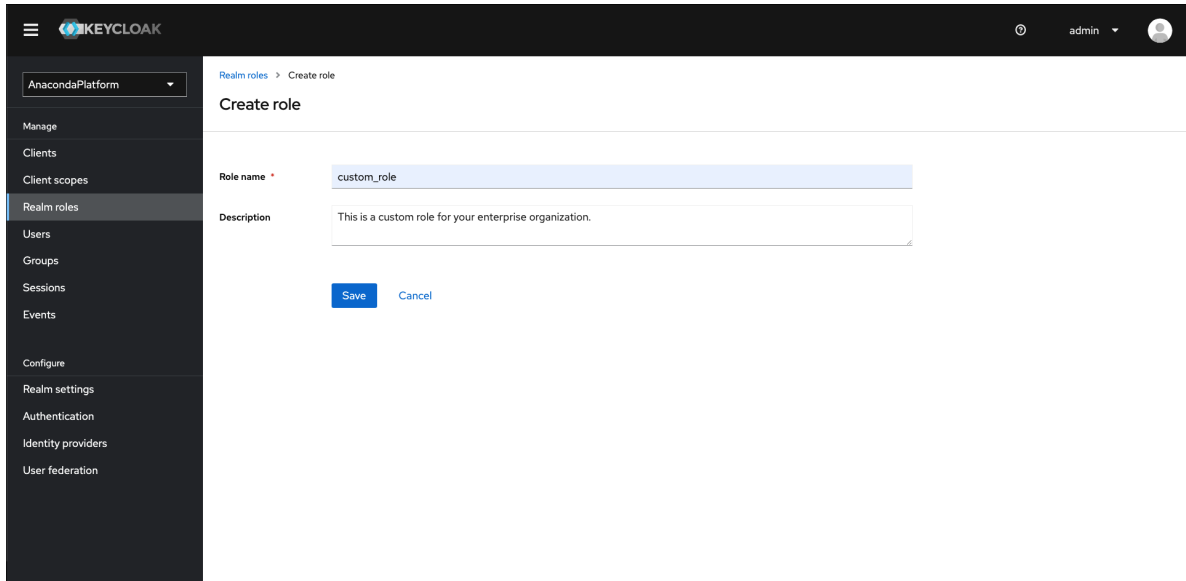 KEYCLOAK
admin
AnacondaPlatform
Manage
Clients
Client scopes
Realm roles
Users
Groups
Sessions
Events
Configure
Realm settings
Authentication
Identity providers
User federation
Realm roles > Create role
Create role
Role name *
custom_role
Description
This is a custom role for your enterprise organization.
Save
Cancel